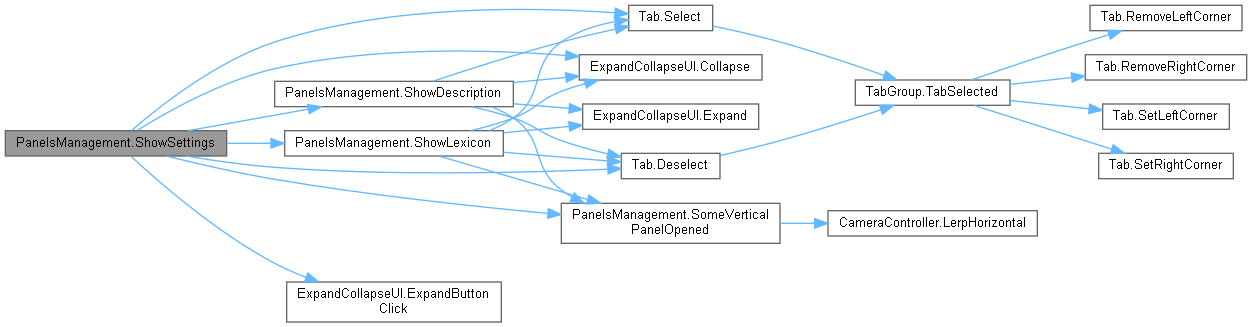 PanelsManagement.ShowSettings
PanelsManagement.ShowDescription
PanelsManagement.ShowLexicon
ExpandCollapseUI.ExpandButton
Click
Tab.Select
ExpandCollapseUI.Collapse
ExpandCollapseUI.Expand
Tab.Deselect
PanelsManagement.SomeVertical
PanelOpened
TabGroup.TabSelected
CameraController.LerpHorizontal
Tab.RemoveLeftCorner
Tab.RemoveRightCorner
Tab.SetLeftCorner
Tab.SetRightCorner